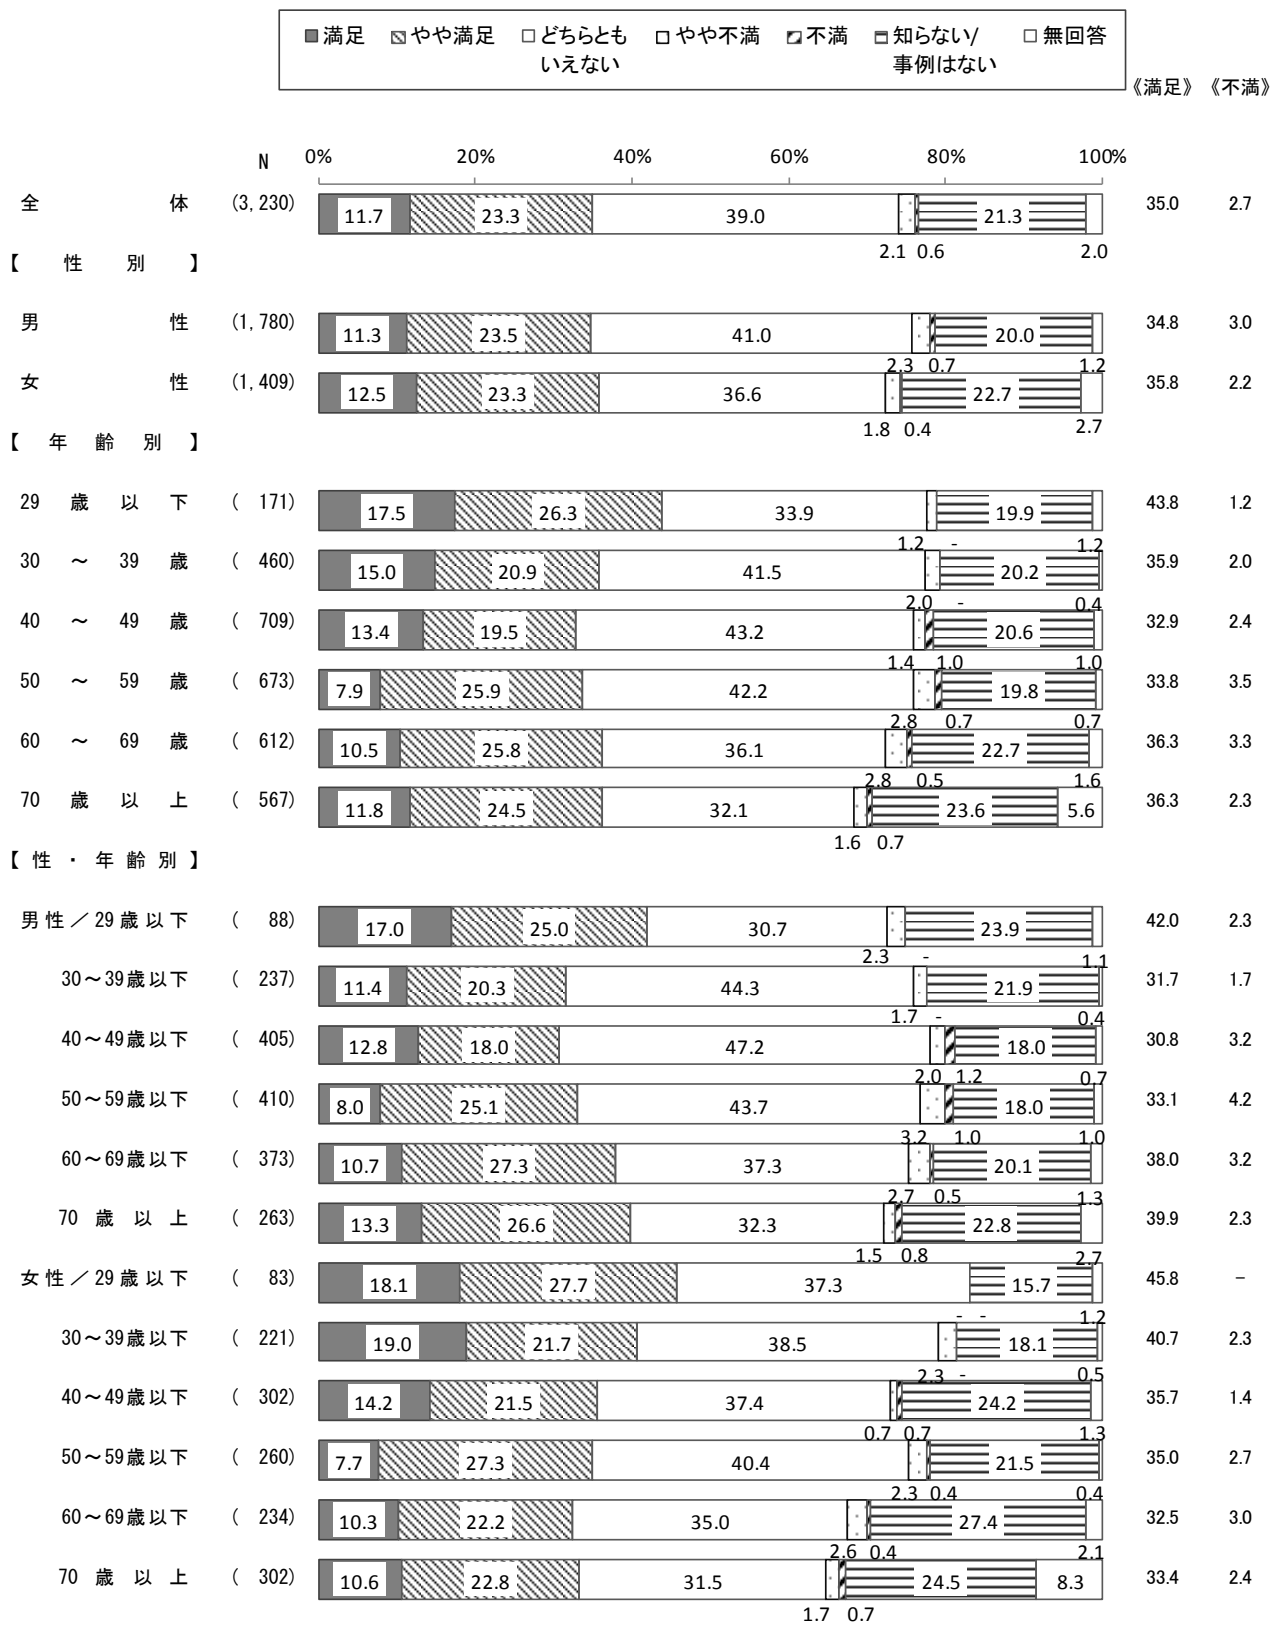 満足 やや満足 どちらとも やや不満 不満 知らない/ 無回答
いえない 事例はない
《満足》 《不満》
N 0% 20% 40% 60% 80% 100%
全体 (3,230) 11.7 23.3 39.0 21.3 35.0 2.7
2.1 0.6 2.0
【性別】
男性 (1,780) 11.3 23.5 41.0 20.0 34.8 3.0
2.3 0.7 1.2
女性 (1,409) 12.5 23.3 36.6 22.7 35.8 2.2
1.8 0.4 2.7
【年齢別】
29歳以下 (171) 17.5 26.3 33.9 19.9 43.8 1.2
1.2 - 1.2
30～39歳 (460) 15.0 20.9 41.5 20.2 35.9 2.0
2.0 - 0.4
40～49歳 (709) 13.4 19.5 43.2 20.6 32.9 2.4
1.4 1.0 1.0
50～59歳 (673) 7.9 25.9 42.2 19.8 33.8 3.5
2.8 0.7 0.7
60～69歳 (612) 10.5 25.8 36.1 22.7 36.3 3.3
2.8 0.5 1.6
70歳以上 (567) 11.8 24.5 32.1 23.6 5.6 36.3 2.3
1.6 0.7
【性・年齢別】
男性／29歳以下 (88) 17.0 25.0 30.7 23.9 42.0 2.3
2.3 - 1.1
30～39歳以下 (237) 11.4 20.3 44.3 21.9 31.7 1.7
1.7 - 0.4
40～49歳以下 (405) 12.8 18.0 47.2 18.0 30.8 3.2
2.0 1.2 0.7
50～59歳以下 (410) 8.0 25.1 43.7 18.0 33.1 4.2
3.2 1.0 1.0
60～69歳以下 (373) 10.7 27.3 37.3 20.1 38.0 3.2
2.7 0.5 1.3
70歳以上 (263) 13.3 26.6 32.3 22.8 39.9 2.3
1.5 0.8 2.7
女性／29歳以下 (83) 18.1 27.7 37.3 15.7 45.8 -
- - 1.2
30～39歳以下 (221) 19.0 21.7 38.5 18.1 40.7 2.3
2.3 - 0.5
40～49歳以下 (302) 14.2 21.5 37.4 24.2 35.7 1.4
0.7 0.7 1.3
50～59歳以下 (260) 7.7 27.3 40.4 21.5 35.0 2.7
2.3 0.4 0.4
60～69歳以下 (234) 10.3 22.2 35.0 27.4 32.5 3.0
2.6 0.4 2.1
70歳以上 (302) 10.6 22.8 31.5 24.5 8.3 33.4 2.4
1.7 0.7